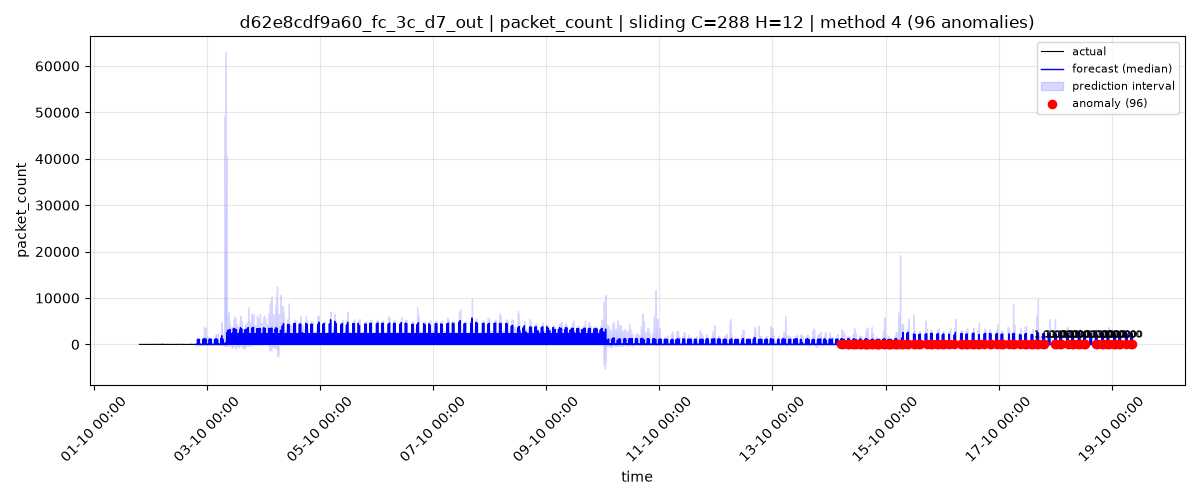 d62e8cdf9a60_fc_3c_d7_out | packet_count | sliding C=288 H=12 | method 4 (96 anomalies)
actual
forecast (median)
prediction interval
anomaly (96)
packet_count
60000
50000
40000
30000
20000
10000
0
01-10 00:00
03-10 00:00
05-10 00:00
07-10 00:00
09-10 00:00
11-10 00:00
13-10 00:00
15-10 00:00
17-10 00:00
19-10 00:00
time